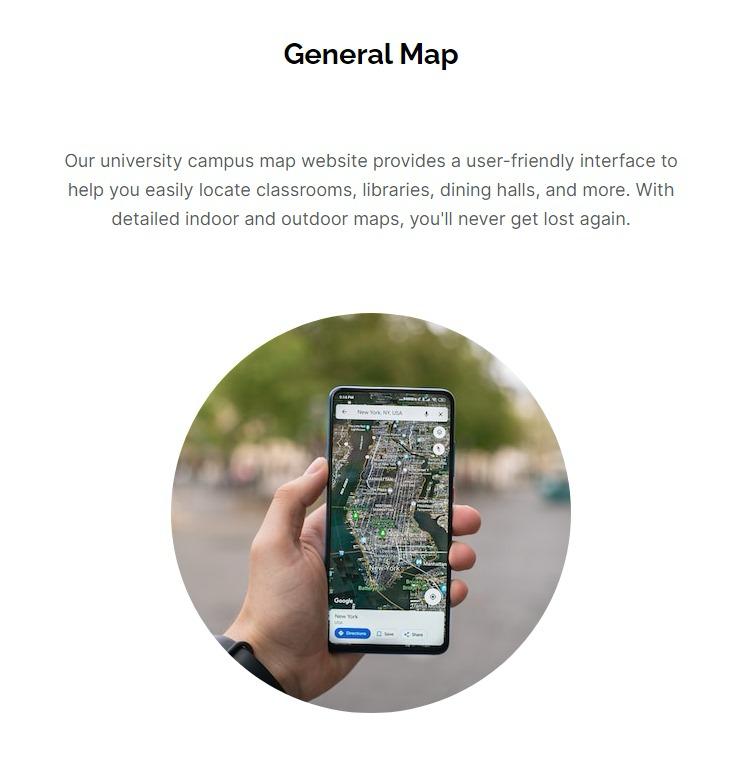 General Map
Our university campus map website provides a user-friendly interface to
help you easily locate classrooms, libraries, dining halls, and more. With
detailed indoor and outdoor maps, you'll never get lost again.
New York, NY, USA
MANHATTAN
New York
Manhattan
Google
New York
USA
Directions
Save
Share